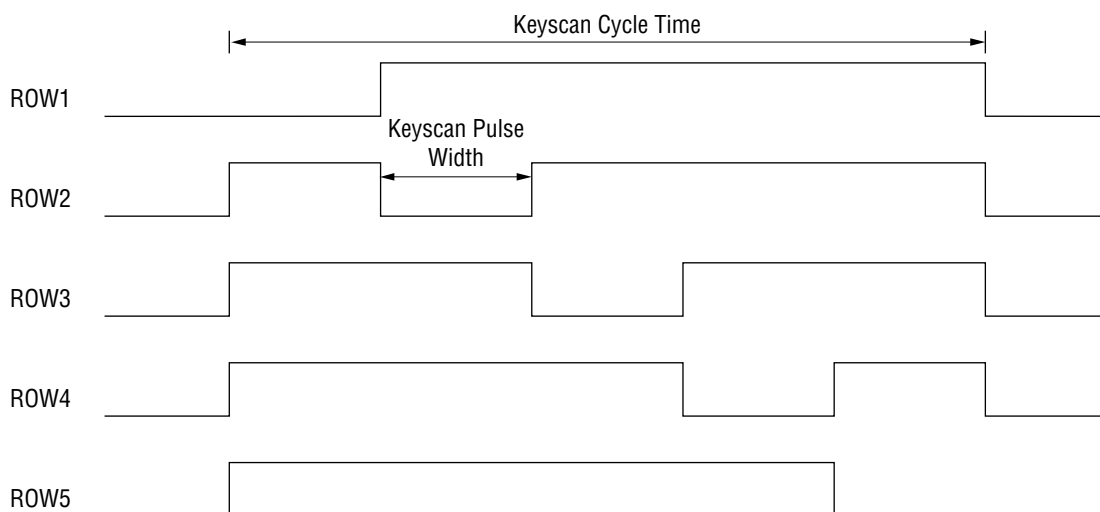 Keyscan Cycle Time
ROW1
Keyscan Pulse
Width
ROW2
ROW3
ROW4
ROW5